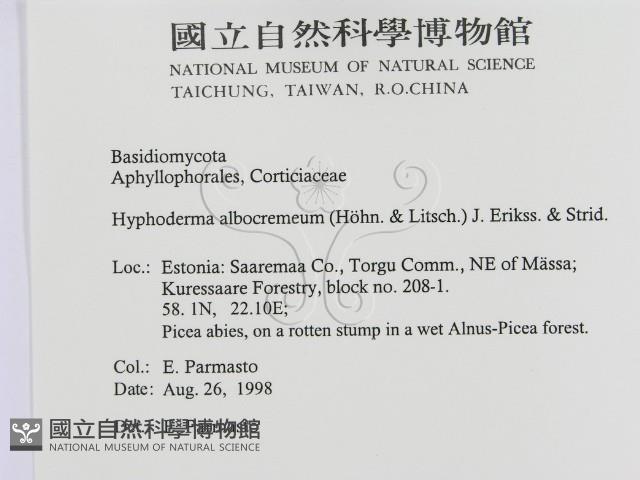 國立自然科學博物館
NATIONAL MUSEUM OF NATURAL SCIENCE
TAICHUNG, TAIWAN, R.O.CHINA
Basidiomycota
Aphyllophorales, Corticiaceae
Hyphoderma albocremeum (Höhn. & Litsch.) J. Erikss. & Strid.
Loc.: Estonia: Saaremaa Co., Torgu Comm., NE of Mässa;
Kuressaare Forestry, block no. 208-1.
58. 1N, 22.10E;
Picea abies, on a rotten stump in a wet Alnus-Picea forest.
Col.: E. Parmasto
Date: Aug. 26, 1998
國立自然科學博物館
NATIONAL MUSEUM OF NATURAL SCIENCE